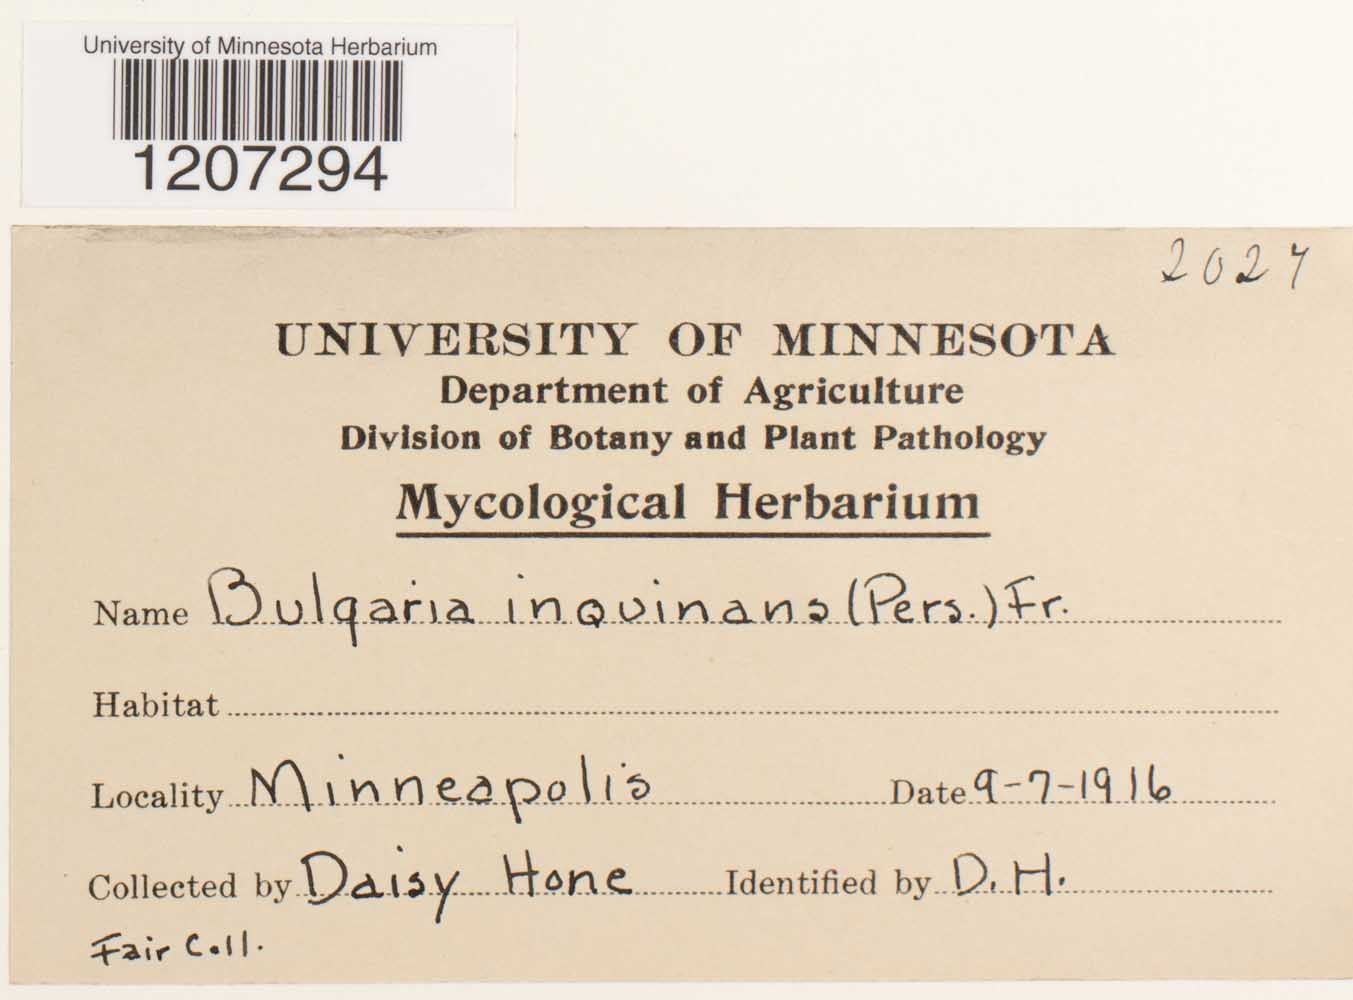 University of Minnesota Herbarium
1207294
2027
UNIVERSITY OF MINNESOTA
Department of Agriculture
Division of Botany and Plant Pathology
Mycological Herbarium
Name Bulgaria inquinans (Pers.) Fr.
Habitat
Locality Minneapolis Date 9-7-1916
Collected by Daisy Hone Identified by D. H.
Fair Coll.